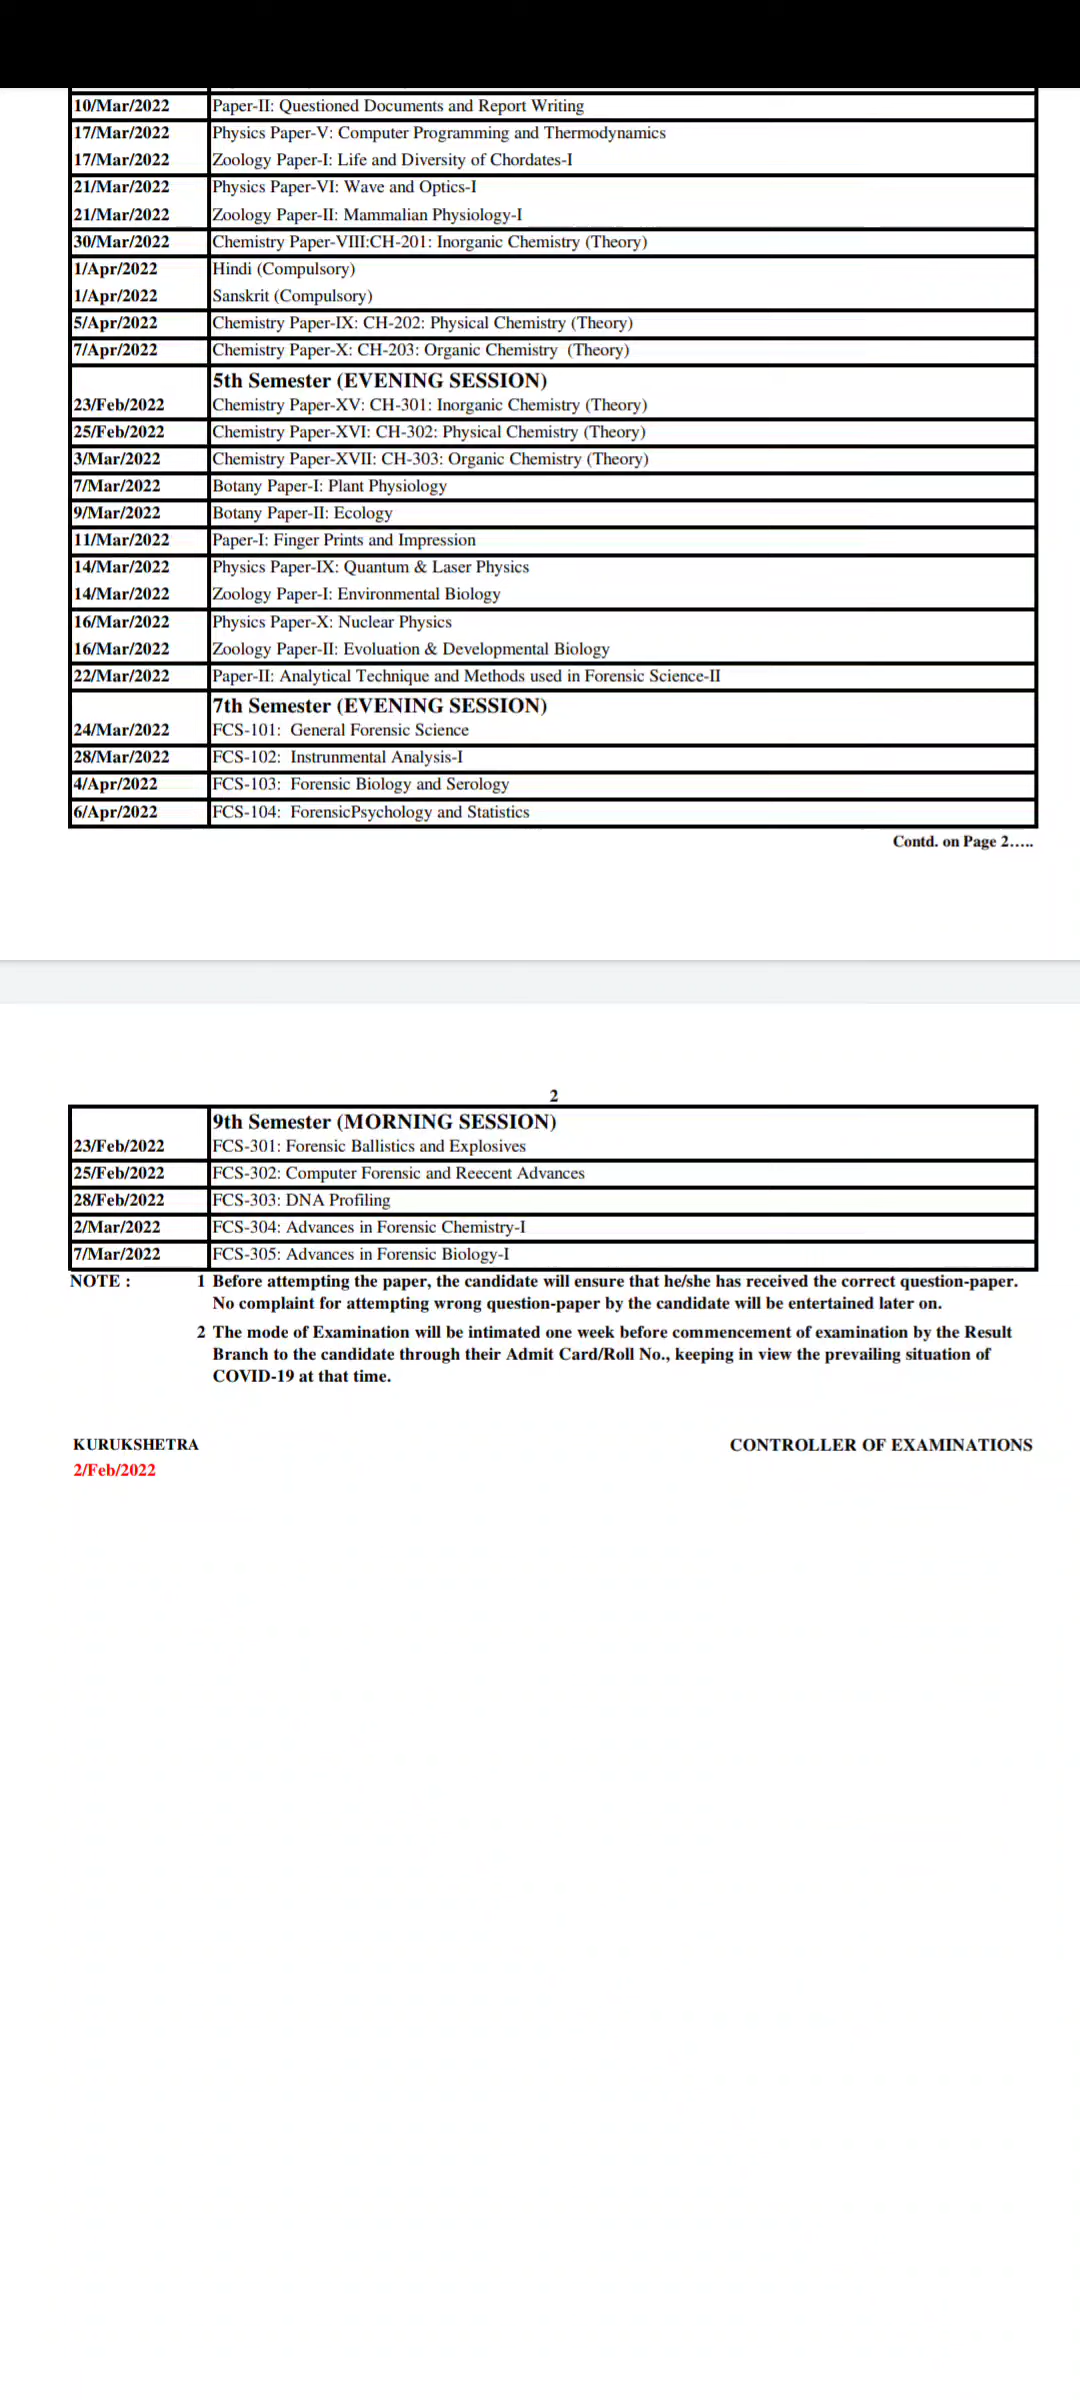 10/Mar/2022 Paper-II: Questioned Documents and Report Writing
17/Mar/2022 Physics Paper-V: Computer Programming and Thermodynamics
17/Mar/2022 Zoology Paper-I: Life and Diversity of Chordates-I
21/Mar/2022 Physics Paper-VI: Wave and Optics-I
21/Mar/2022 Zoology Paper-II: Mammalian Physiology-I
30/Mar/2022 Chemistry Paper-VIII:CH-201: Inorganic Chemistry (Theory)
1/Apr/2022 Hindi (Compulsory)
1/Apr/2022 Sanskrit (Compulsory)
5/Apr/2022 Chemistry Paper-IX: CH-202: Physical Chemistry (Theory)
7/Apr/2022 Chemistry Paper-X: CH-203: Organic Chemistry (Theory)
5th Semester (EVENING SESSION)
23/Feb/2022 Chemistry Paper-XV: CH-301: Inorganic Chemistry (Theory)
25/Feb/2022 Chemistry Paper-XVI: CH-302: Physical Chemistry (Theory)
3/Mar/2022 Chemistry Paper-XVII: CH-303: Organic Chemistry (Theory)
7/Mar/2022 Botany Paper-I: Plant Physiology
9/Mar/2022 Botany Paper-II: Ecology
11/Mar/2022 Paper-I: Finger Prints and Impression
14/Mar/2022 Physics Paper-IX: Quantum & Laser Physics
14/Mar/2022 Zoology Paper-I: Environmental Biology
16/Mar/2022 Physics Paper-X: Nuclear Physics
16/Mar/2022 Zoology Paper-II: Evoluation & Developmental Biology
22/Mar/2022 Paper-II: Analytical Technique and Methods used in Forensic Science-II
7th Semester (EVENING SESSION)
24/Mar/2022 FCS-101: General Forensic Science
28/Mar/2022 FCS-102: Instrunmental Analysis-I
4/Apr/2022 FCS-103: Forensic Biology and Serology
6/Apr/2022 FCS-104: ForensicPsychology and Statistics
Contd. on Page 2…..
2
9th Semester (MORNING SESSION)
23/Feb/2022 FCS-301: Forensic Ballistics and Explosives
25/Feb/2022 FCS-302: Computer Forensic and Reecent Advances
28/Feb/2022 FCS-303: DNA Profiling
2/Mar/2022 FCS-304: Advances in Forensic Chemistry-I
7/Mar/2022 FCS-305: Advances in Forensic Biology-I
NOTE : 1 Before attempting the paper, the candidate will ensure that he/she has received the correct question-paper.
No complaint for attempting wrong question-paper by the candidate will be entertained later on.
2 The mode of Examination will be intimated one week before commencement of examination by the Result
Branch to the candidate through their Admit Card/Roll No., keeping in view the prevailing situation of
COVID-19 at that time.
KURUKSHETRA CONTROLLER OF EXAMINATIONS
2/Feb/2022